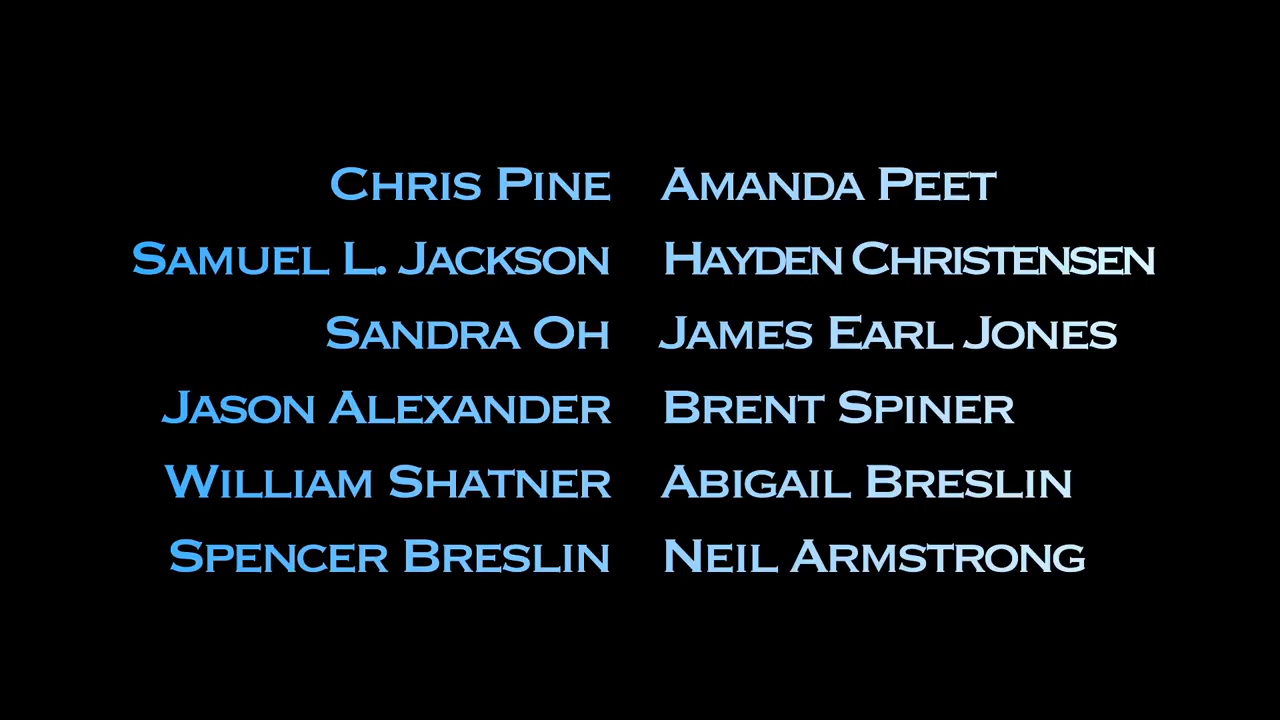 Chris Pine Amanda Peet
Samuel L. Jackson Hayden Christensen
Sandra Oh James Earl Jones
Jason Alexander Brent Spiner
William Shatner Abigail Breslin
Spencer Breslin Neil Armstrong